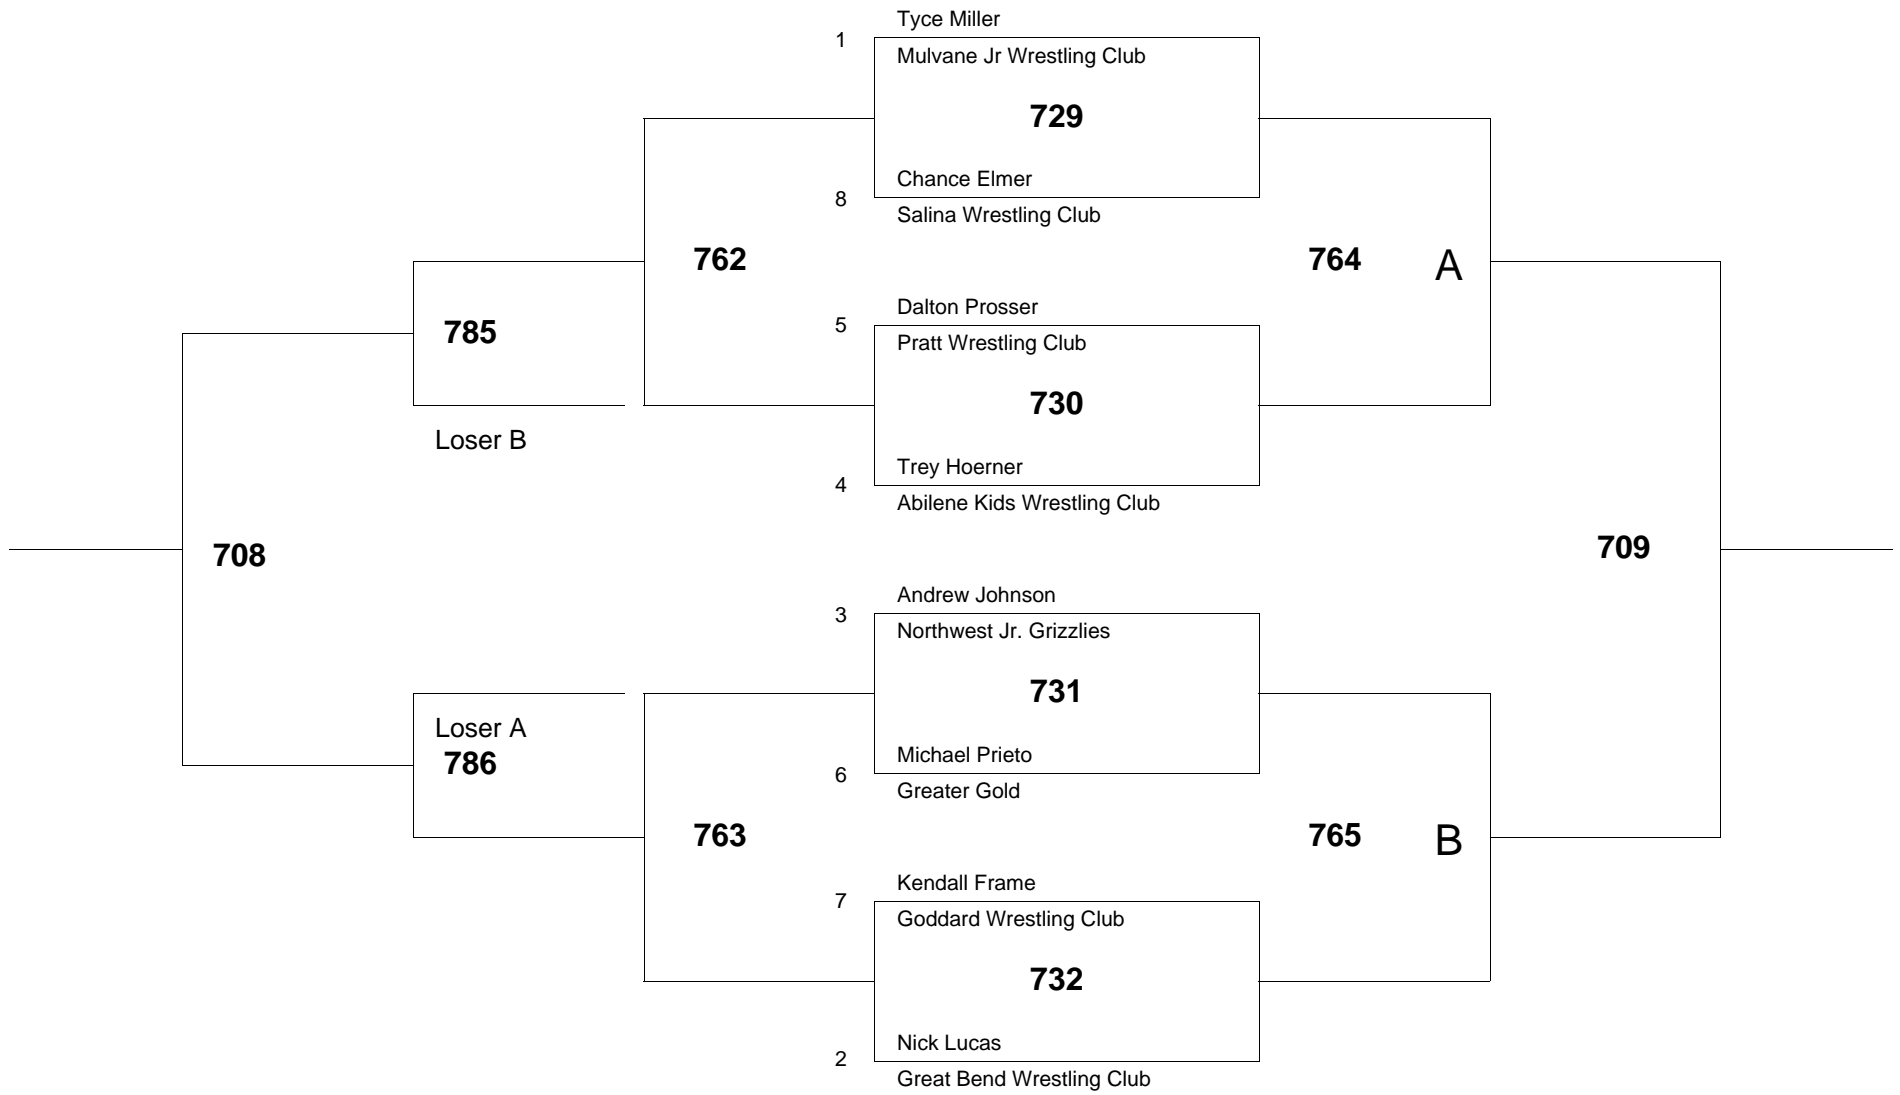 Tyce Miller
1
Mulvane Jr Wrestling Club
729
Chance Elmer
8
Salina Wrestling Club
762
764
A
Dalton Prosser
5
Pratt Wrestling Club
785
730
Loser B
Trey Hoerner
4
Abilene Kids Wrestling Club
708
709
Andrew Johnson
3
Northwest Jr. Grizzlies
731
Loser A
786
Michael Prieto
6
Greater Gold
763
765
B
Kendall Frame
7
Goddard Wrestling Club
732
Nick Lucas
2
Great Bend Wrestling Club